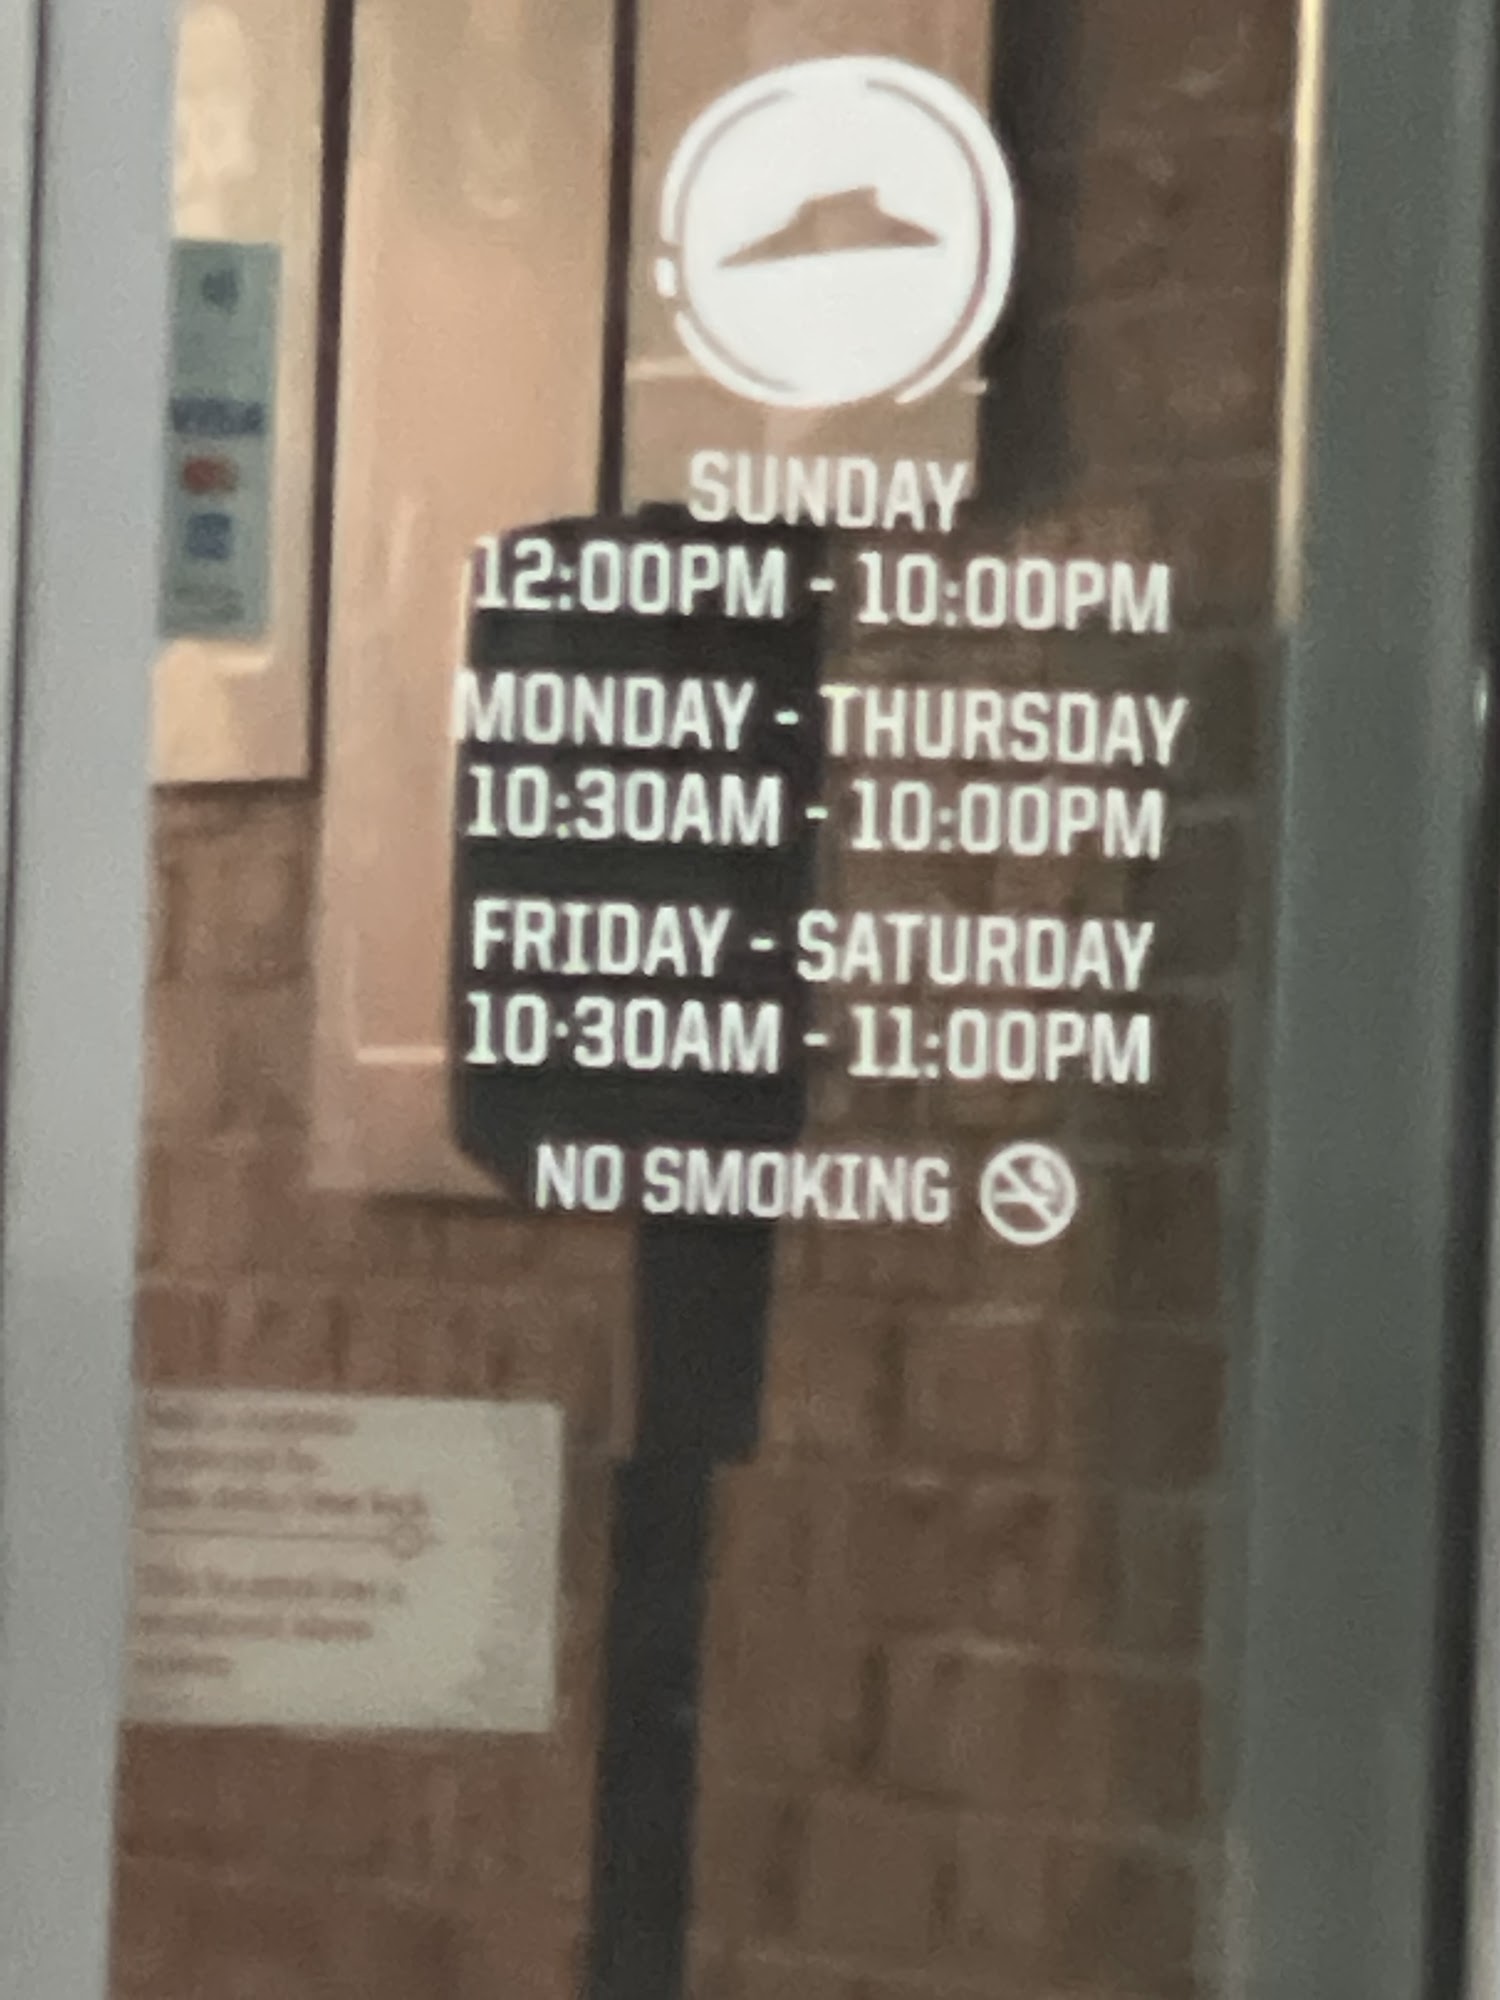 SUNDAY
12:00PM - 10:00PM
MONDAY - THURSDAY
10:30AM - 10:00PM
FRIDAY - SATURDAY
10:30AM - 11:00PM
NO SMOKING
VISA